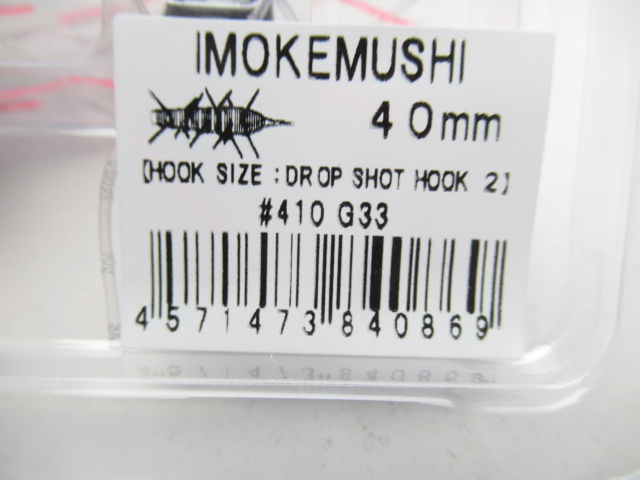 IMOKEMUSHI
40mm
[HOOK SIZE ; DROP SHOT HOOK 2]
#410 G33
4571473840869